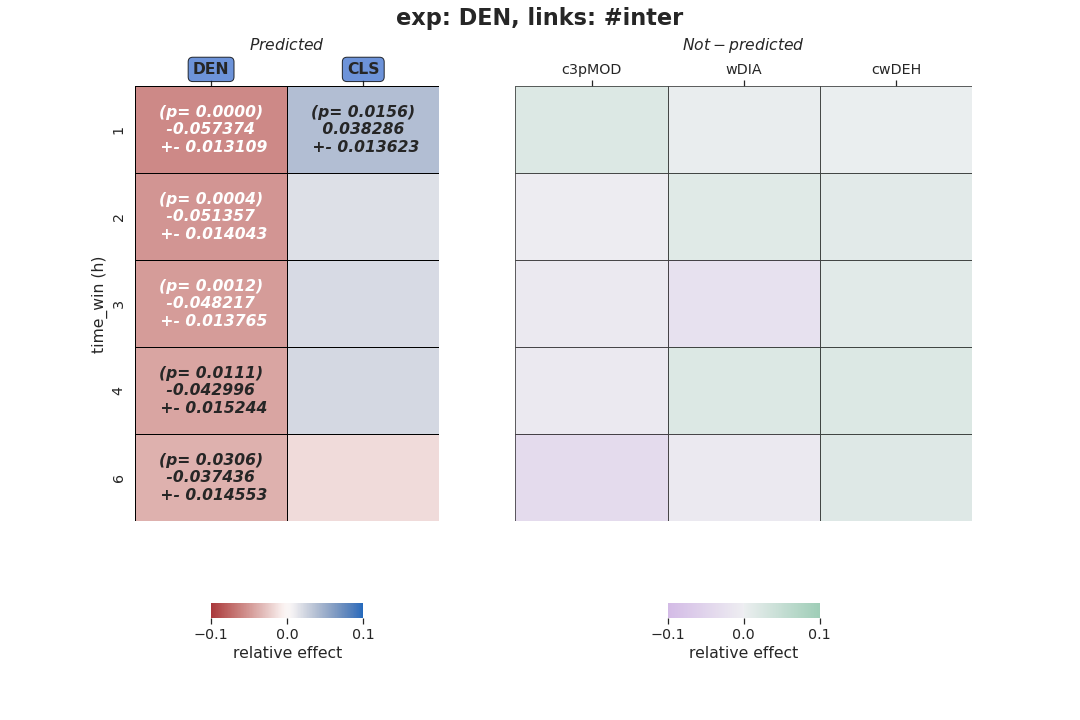 exp: DEN, links: #inter
Predicted
Not − predicted
DEN
CLS
c3pMOD
wDIA
cwDEH
time_win (h)
1
(p= 0.0000)
-0.057374
+- 0.013109
(p= 0.0156)
0.038286
+- 0.013623
2
(p= 0.0004)
-0.051357
+- 0.014043
3
(p= 0.0012)
-0.048217
+- 0.013765
4
(p= 0.0111)
-0.042996
+- 0.015244
6
(p= 0.0306)
-0.037436
+- 0.014553
−0.1
0.0
0.1
relative effect
−0.1
0.0
0.1
relative effect